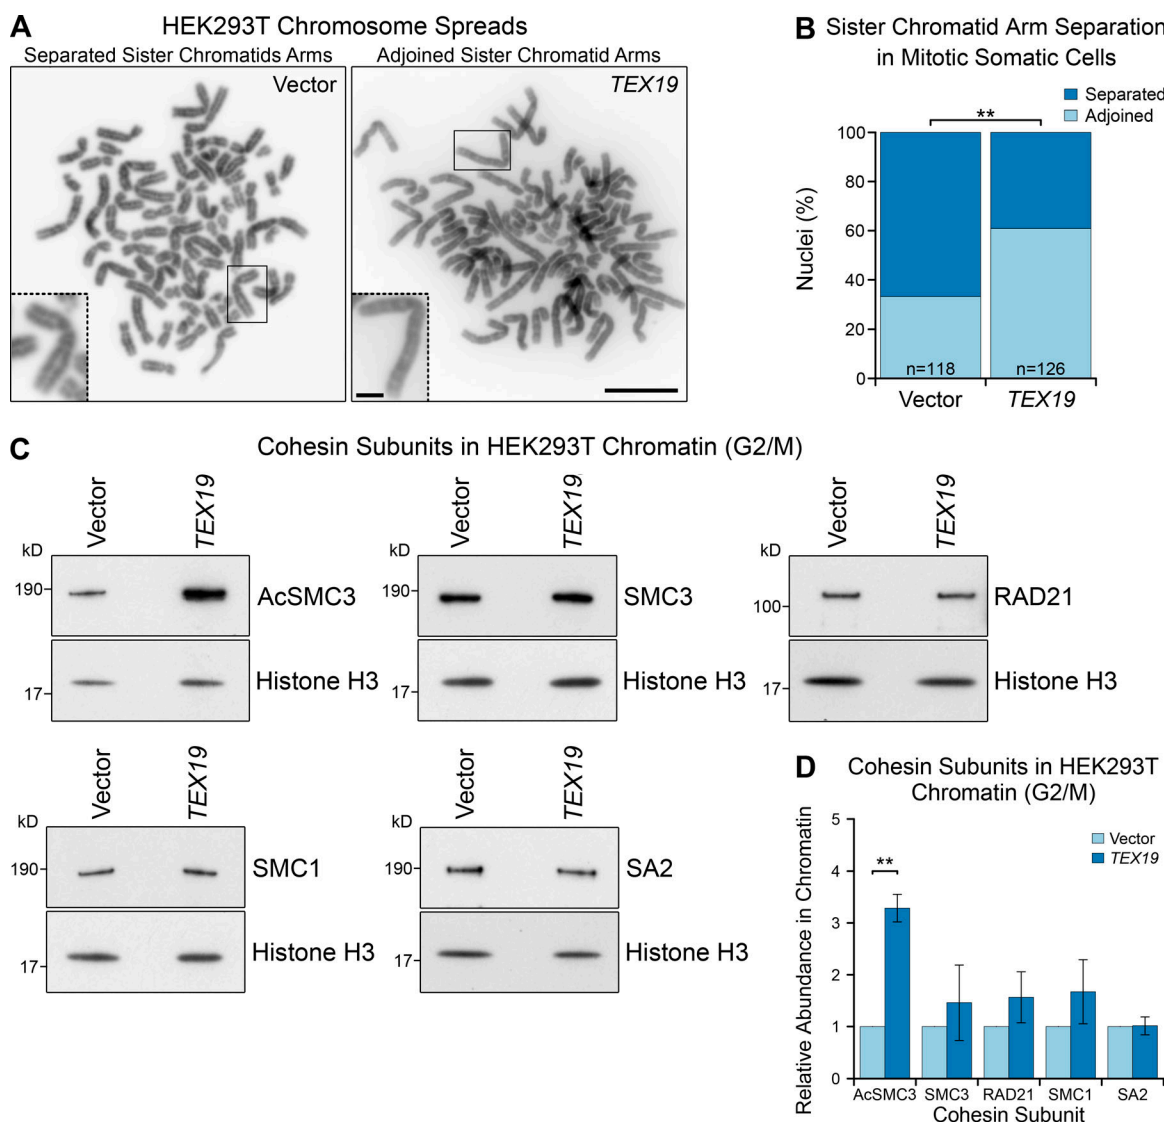 A HEK293T Chromosome Spreads
Separated Sister Chromatids Arms
Adjoined Sister Chromatid Arms
Vector
TEX19
B Sister Chromatid Arm Separation
in Mitotic Somatic Cells
Separated
Adjoined
**
100
80
60
40
20
0
Nuclei (%)
n=118
n=126
Vector
TEX19
C Cohesin Subunits in HEK293T Chromatin (G2/M)
Vector
TEX19
kD
190
AcSMC3
17
Histone H3
Vector
TEX19
kD
190
SMC3
17
Histone H3
Vector
TEX19
kD
100
RAD21
17
Histone H3
Vector
TEX19
kD
190
SMC1
17
Histone H3
Vector
TEX19
kD
190
SA2
17
Histone H3
D Cohesin Subunits in HEK293T
Chromatin (G2/M)
Vector
TEX19
**
5
4
3
2
1
0
Relative Abundance in Chromatin
AcSMC3 SMC3 RAD21 SMC1 SA2
Cohesin Subunit